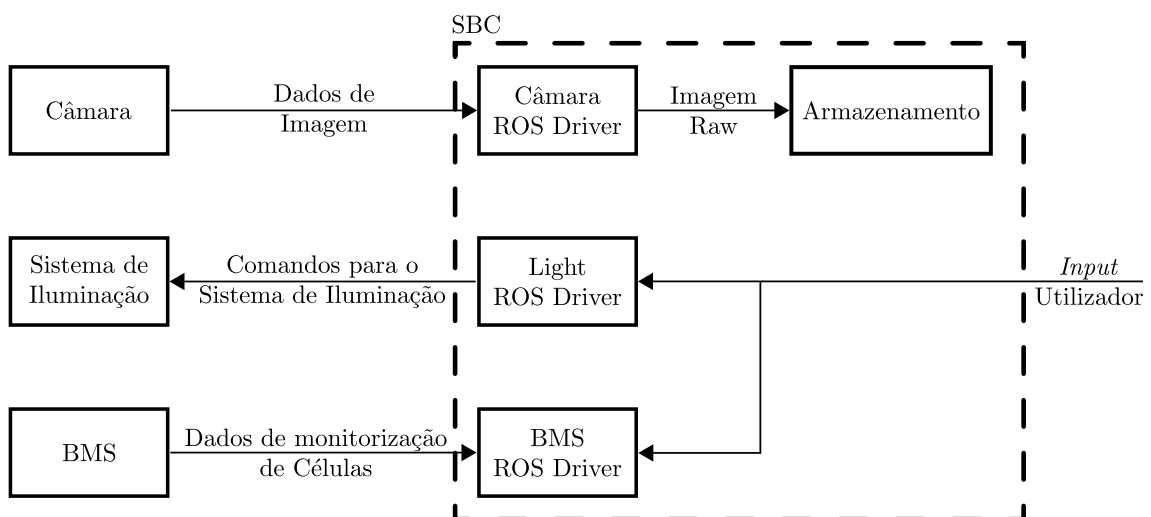 SBC
Câmara
Dados de
Imagem
Câmara
ROS Driver
Imagem
Raw
Armazenamento
Sistema de
Iluminação
Comandos para o
Sistema de Iluminação
Light
ROS Driver
Input
Utilizador
BMS
Dados de monitorização
de Células
BMS
ROS Driver